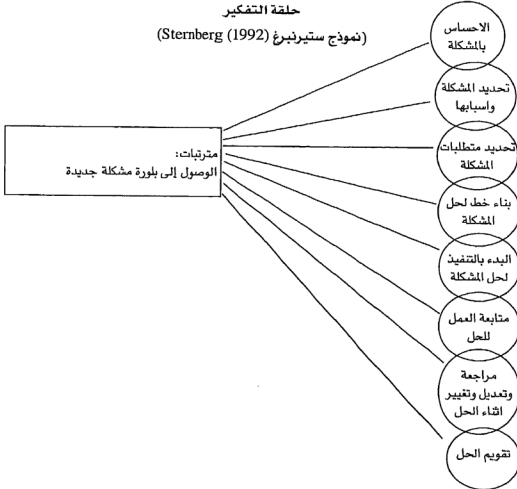 حلقة التفكير
(نموذج ستيرنبرغ (1992) Sternberg)
الاحساس
بالمشكلة
تحديد المشكلة
واسبابها
تحديد متطلبات
المشكلة
بناء خط لحل
المشكلة
البدء بالتنفيذ
لحل المشكلة
متابعة العمل
للحل
مراجعة
وتعديل وتغيير
اثناء الحل
تقويم الحل
مترتبات:
الوصول إلى بلورة مشكلة جديدة